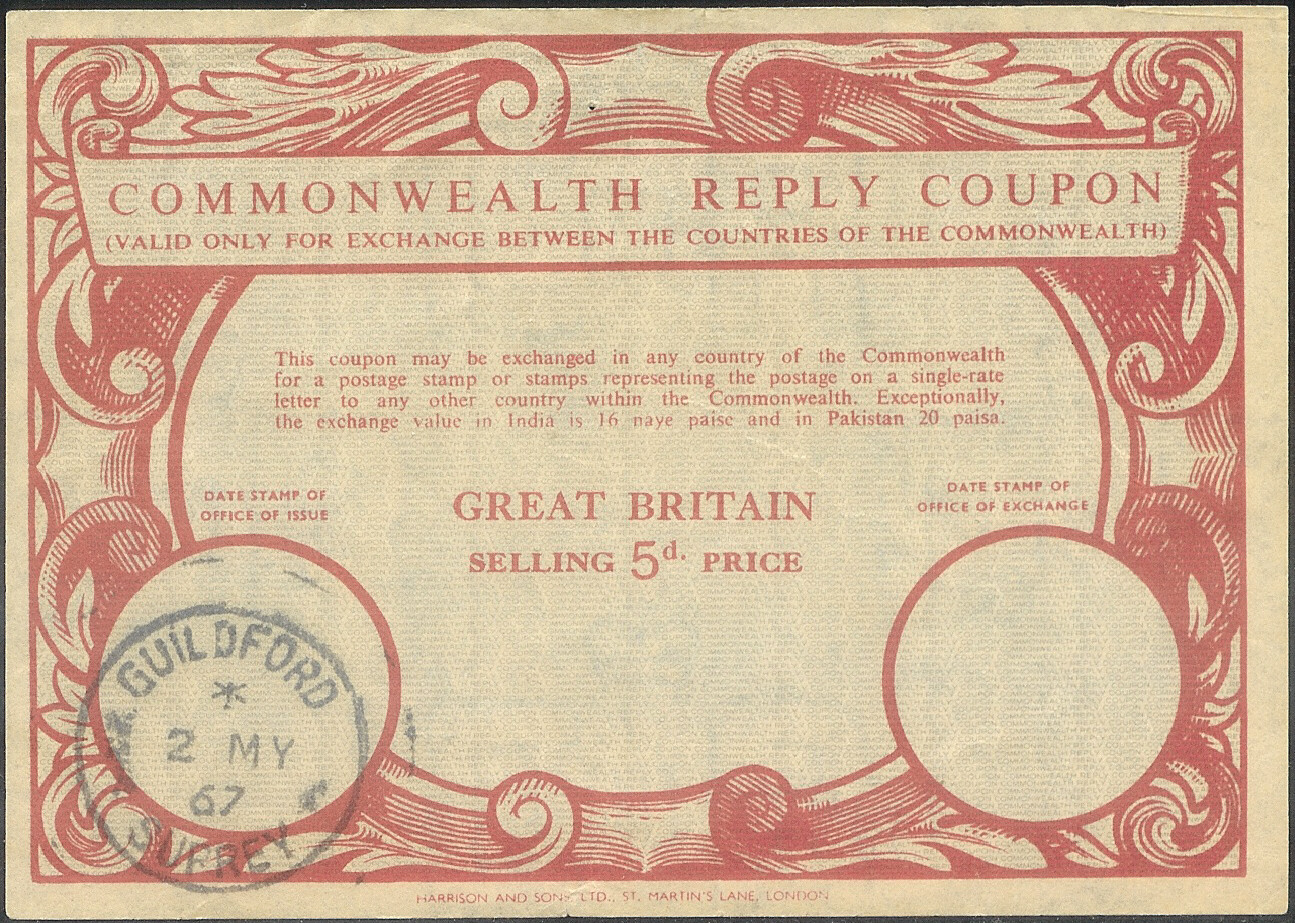 COMMONWEALTH REPLY COUPON
(VALID ONLY FOR EXCHANGE BETWEEN THE COUNTRIES OF THE COMMONWEALTH)
This coupon may be exchanged in any country of the Commonwealth
for a postage stamp or stamps representing the postage on a single-rate
letter to any other country within the Commonwealth. Exceptionally,
the exchange value in India is 16 naye paise and in Pakistan 20 paisa.
DATE STAMP OF
OFFICE OF ISSUE
GREAT BRITAIN
SELLING 5d. PRICE
DATE STAMP OF
OFFICE OF EXCHANGE
GUILDFORD
*
2 MY
67
SURREY
HARRISON AND SONS, LTD., ST. MARTIN'S LANE, LONDON